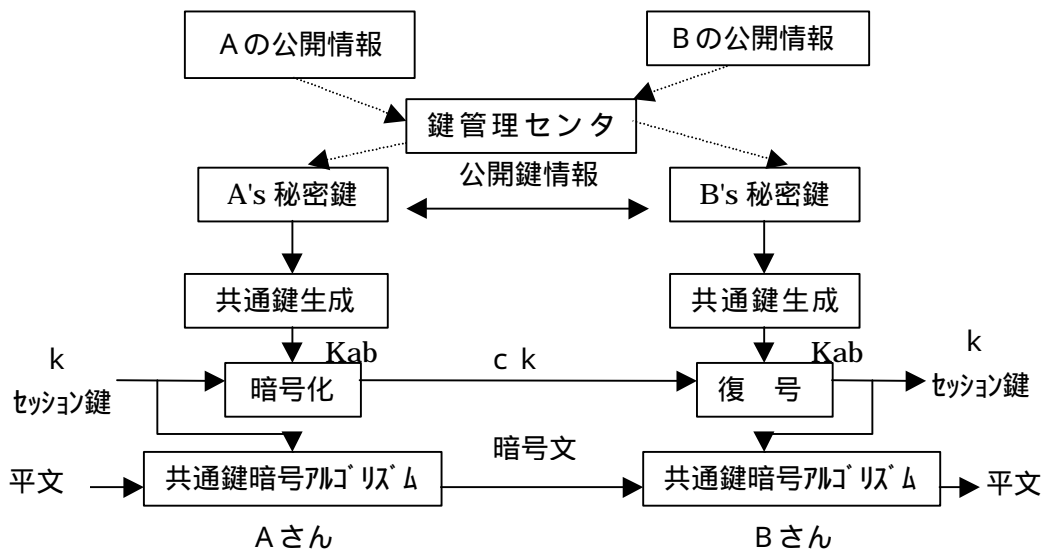 Aの公開情報
Bの公開情報
鍵管理センタ
公開鍵情報
A's 秘密鍵
B's 秘密鍵
共通鍵生成
共通鍵生成
k
Kab
ck
Kab
k
セッション鍵
暗号化
復 号
セッション鍵
暗号文
平文
共通鍵暗号アルゴリズム
共通鍵暗号アルゴリズム
平文
Aさん
Bさん